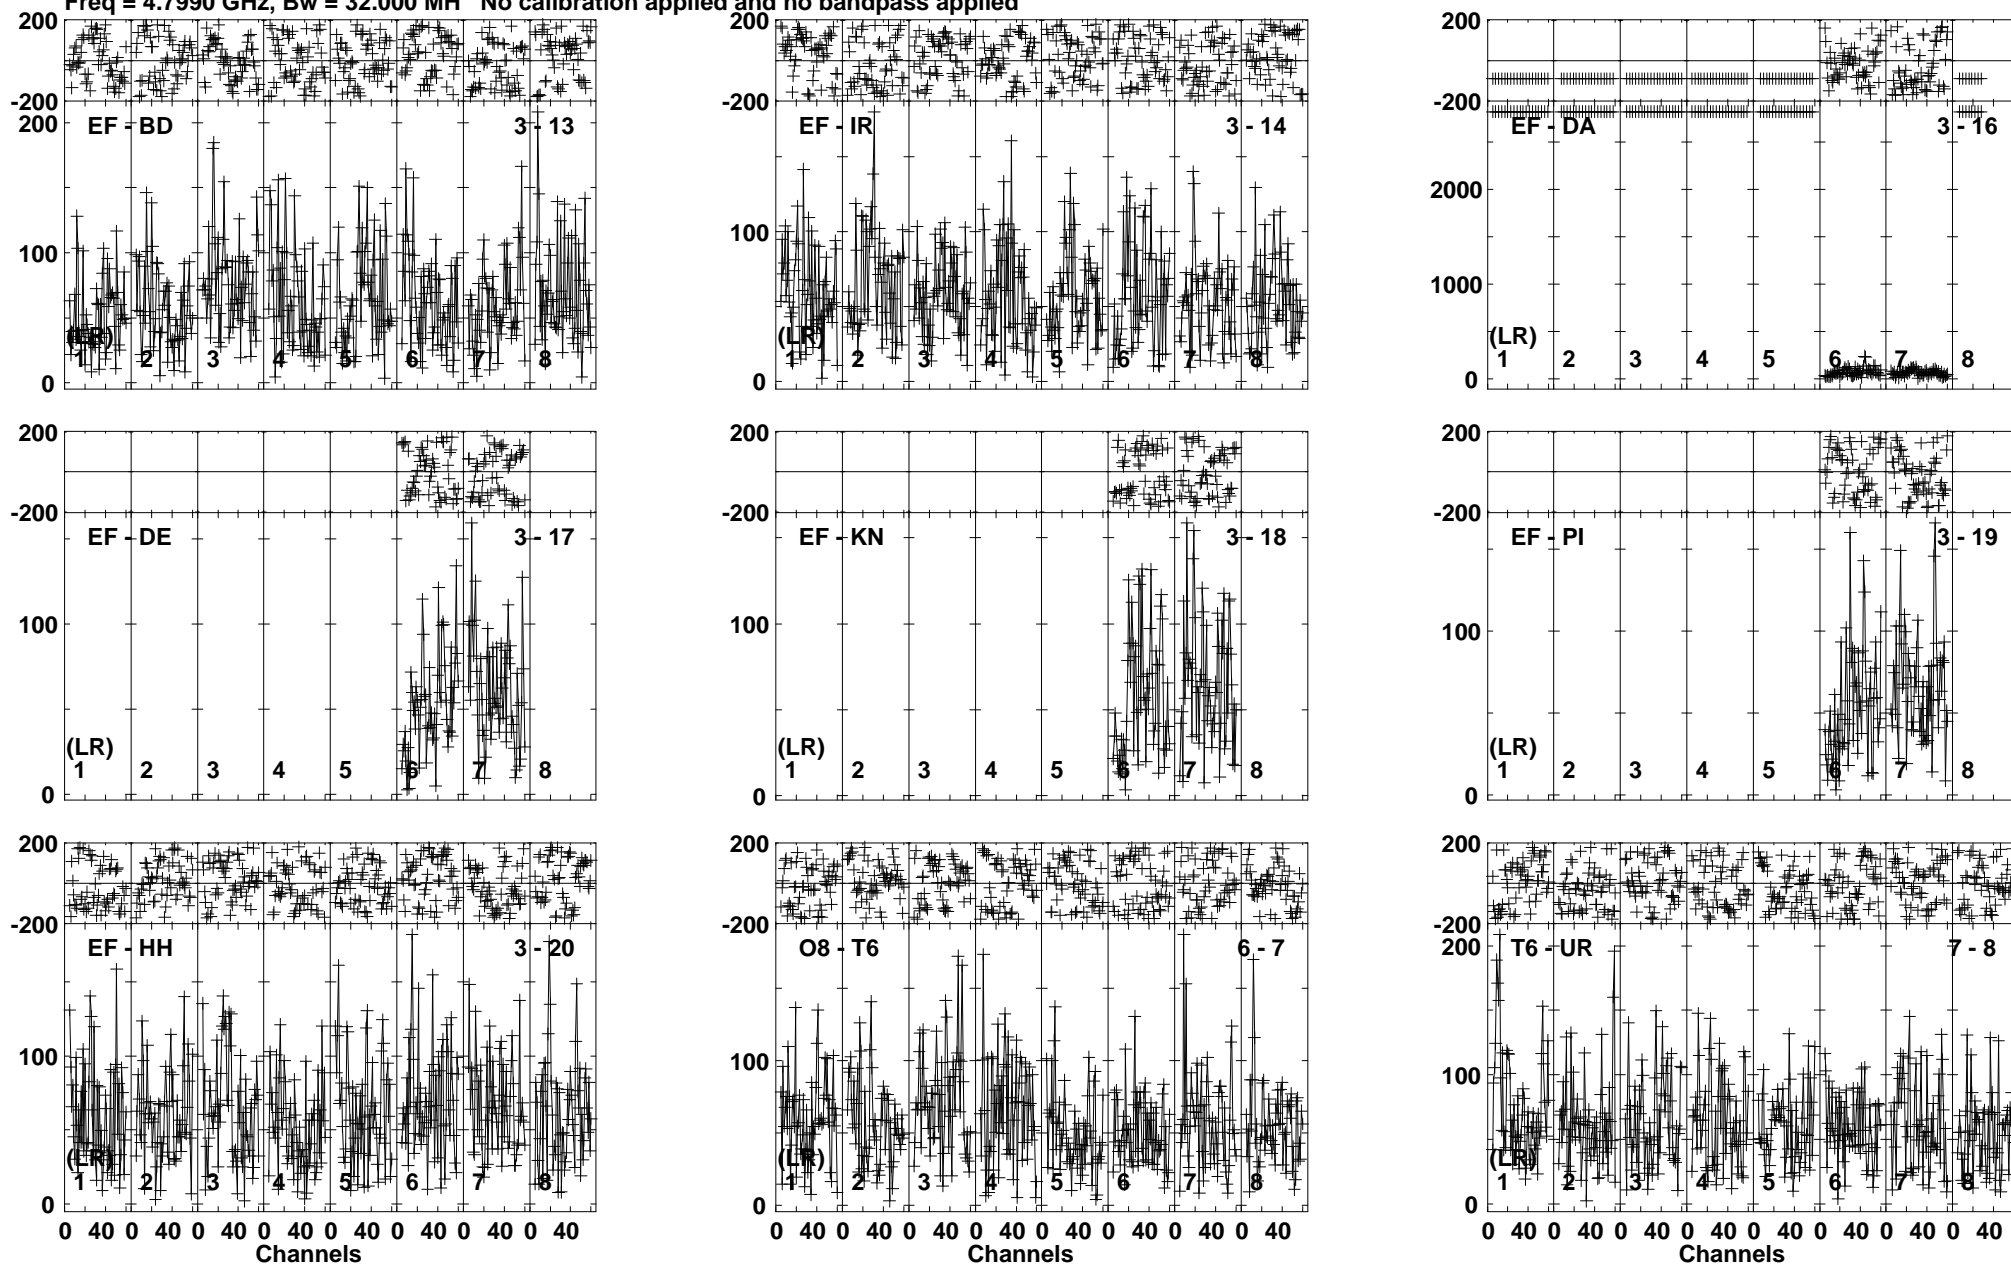 Freq = 4.7990 GHz, Bw = 32.000 MH No calibration applied and no bandpass applied
200 200 200
-200 -200 -200
200 EF - BD 3 - 13 EF - IR 3 - 14 EF - DA 3 - 16
2000
100 100
1000
(LR) (LR) (LR)
1 2 3 4 5 6 7 8 1 2 3 4 5 6 7 8 1 2 3 4 5 6 7 8
0 0 0
200 200 200
-200 -200 -200
EF - DE 3 - 17 EF - KN 3 - 18 EF - PI 3 - 19
100 100 100
(LR) (LR) (LR)
1 2 3 4 5 6 7 8 1 2 3 4 5 6 7 8 1 2 3 4 5 6 7 8
0 0 0
200 200 200
-200 -200 -200
EF - HH 3 - 20 O8 - T6 6 - 7 200 T6 - UR 7 - 8
100 100 100
(LR) (LR) (LR)
1 2 3 4 5 6 7 8 1 2 3 4 5 6 7 8 1 2 3 4 5 6 7 8
0 0 0
0 40 0 40 0 40 0 40 0 40 0 40 0 40 0 40 0 40 0 40 0 40 0 40 0 40 0 40 0 40 0 40 0 40 0 40 0 40 0 40 0 40 0 40 0 40 0 40
Channels Channels Channels